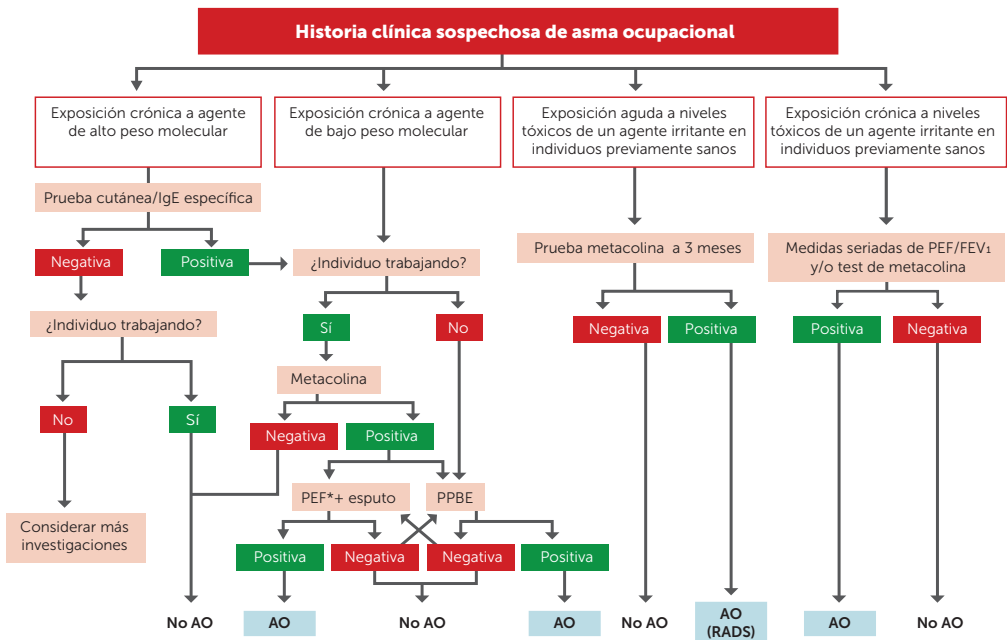 Historia clínica sospechosa de asma ocupacional
Exposición crónica a agente
de alto peso molecular
Exposición crónica a agente
de bajo peso molecular
Exposición aguda a niveles
tóxicos de un agente irritante en
individuos previamente sanos
Exposición crónica a niveles
tóxicos de un agente irritante en
individuos previamente sanos
Prueba cutánea/IgE específica
Negativa
Positiva
¿Individuo trabajando?
Prueba metacolina a 3 meses
Medidas seriadas de PEF/FEV₁
y/o test de metacolina
¿Individuo trabajando?
Sí
No
Negativa
Positiva
Positiva
Negativa
Metacolina
No
Sí
Negativa
Positiva
PEF*+ esputo
PPBE
Considerar más
investigaciones
Positiva
Negativa
Negativa
Positiva
No AO
AO
No AO
AO
No AO
AO
(RADS)
AO
No AO